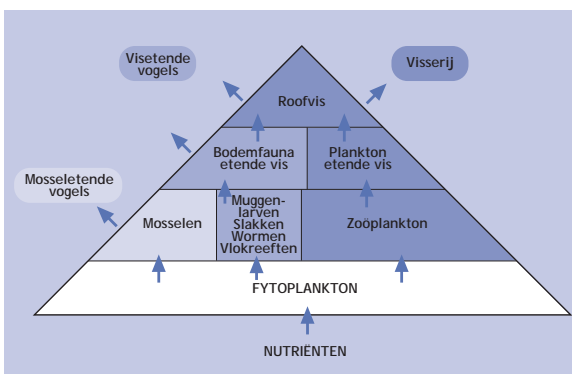 Visetende
vogels
Visserij
Roofvis
Bodemfauna
etende vis
Plankton
etende vis
Mosseletende
vogels
Mosselen
Muggen-
larven
Slakken
Wormen
Vlokreeften
Zoöplankton
FYTOPLANKTON
NUTRIËNTEN